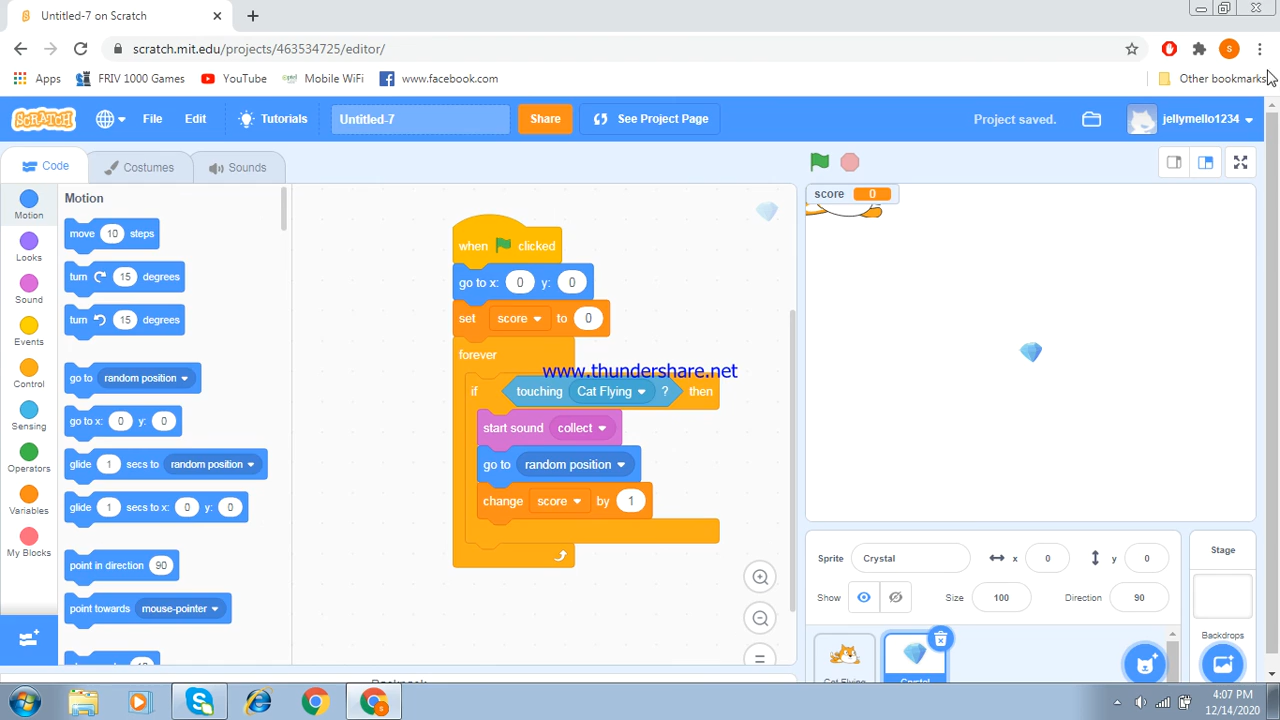 Untitled-7 on Scratch
scratch.mit.edu/projects/463534725/editor/
S
Apps FRIV 1000 Games YouTube Mobile WiFi www.facebook.com Other bookmarks
SCRATCH File Edit Tutorials Untitled-7 Share See Project Page Project saved. jellymello1234
Code Costumes Sounds
Motion
Looks
Sound
Events
Control
Sensing
Operators
Variables
My Blocks
Motion
move 10 steps
turn 15 degrees
turn 15 degrees
go to random position
go to x: 0 y: 0
glide 1 secs to random position
glide 1 secs to x: 0 y: 0
point in direction 90
point towards mouse-pointer
when clicked
go to x: 0 y: 0
set score to 0
forever
www.thundershare.net
if touching Cat Flying ? then
start sound collect
go to random position
change score by 1
score 0
Sprite Crystal x 0 y 0
Show Size 100 Direction 90
Stage
Backdrops
Cat Flying
Crystal
Backpack
4:07 PM
12/14/2020